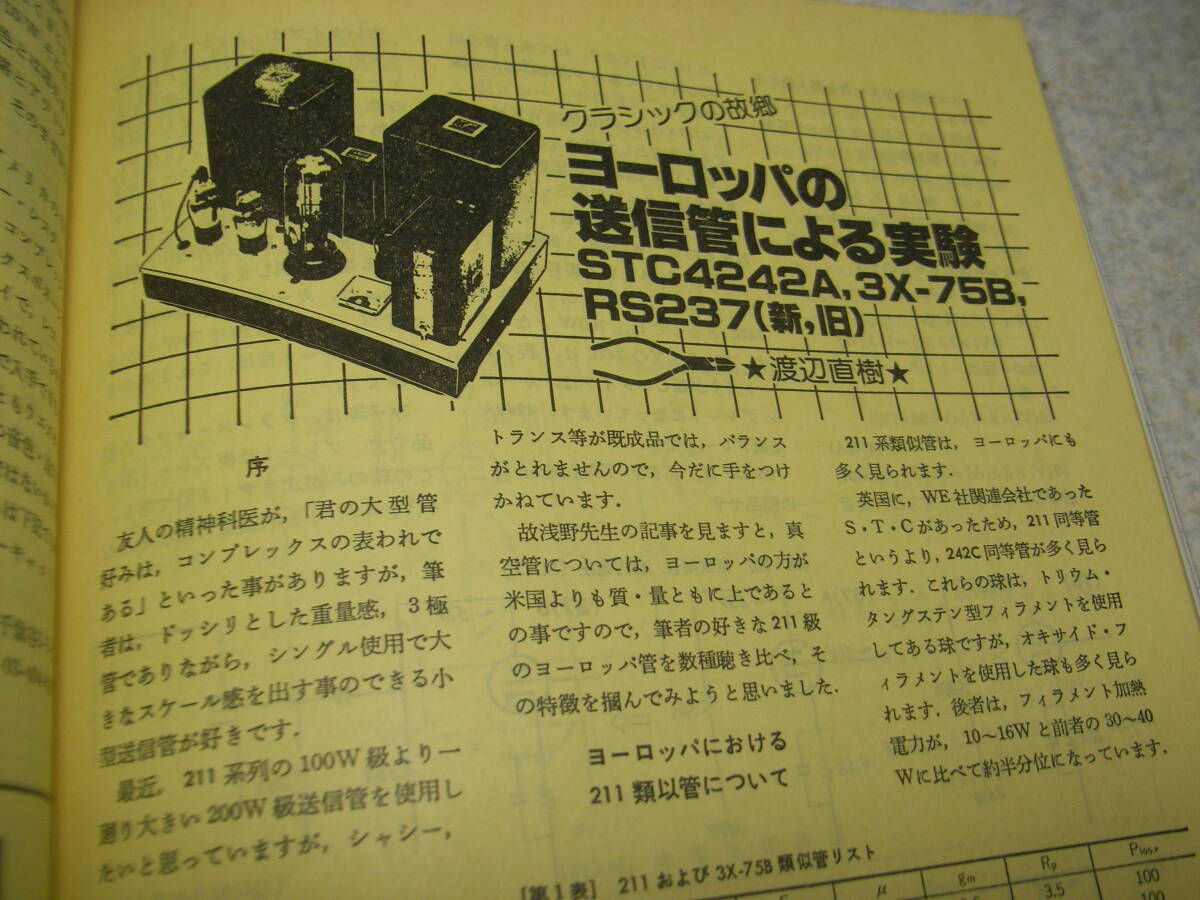 クラシックの故郷
ヨーロッパの
送信管による実験
STC4242A, 3X-75B,
RS237(新,旧)
★渡辺直樹★
序
友人の精神科医が,「君の大型管
好みは, コンプレックスの表われで
ある」といった事がありますが, 筆
者は, ドッシリとした重量感, 3極
管でありながら, シングル使用で大
きなスケール感を出す事のできる小
型送信管が好きです.
最近, 211系列の100W級より一
廻り大きい200W級送信管を使用し
たいと思っていますが, シャシー,
トランス等が既成品では, バランス
がとれませんので, 今だに手をつけ
かねています.
故浅野先生の記事を見ますと, 真
空管については, ヨーロッパの方が
米国よりも質・量ともに上であると
の事ですので, 筆者の好きな211級
のヨーロッパ管を数種聴き比べ, そ
の特徴を掴んでみようと思いました.
ヨーロッパにおける
211類以管について
211系類似管は, ヨーロッパにも
多く見られます.
英国に, WE社関連会社であった
S・T・Cがあったため, 211同等管
というより, 242C同等管が多く見ら
れます. これらの球は, トリウム・
タングステン型フィラメントを使用
してある球ですが, オキサイド・フ
ィラメントを使用した球も多く見ら
れます. 後者は, フィラメント加熱
電力が, 10〜16Wと前者の30〜40
Wに比べて約半分位になっています.
[第1表] 211および3X-75B類似管リスト
μ gm Rp Ploss
3.5 100
100